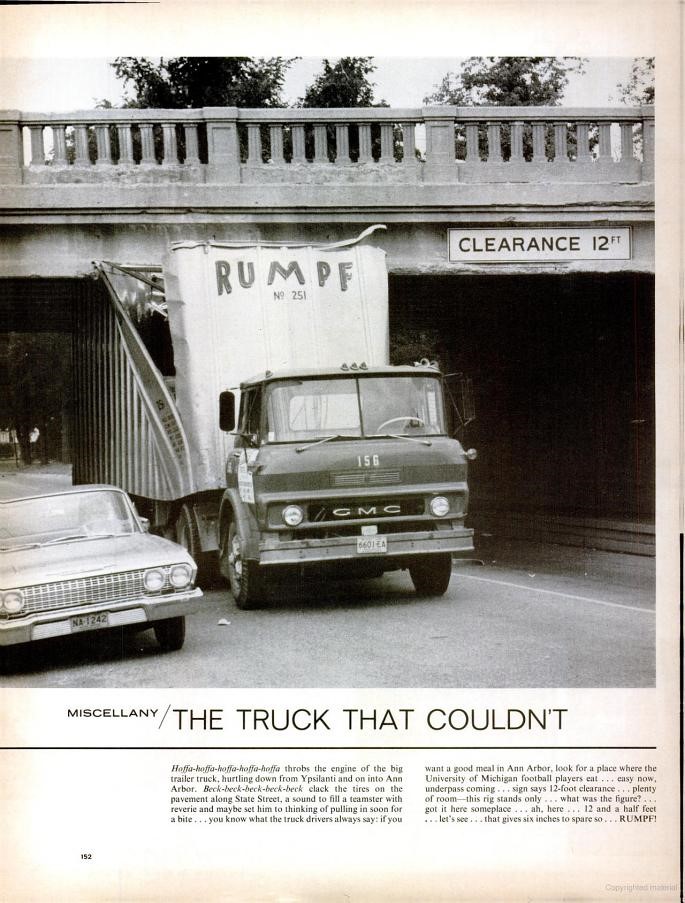 RUMPF
Nº 251
CLEARANCE 12FT
156
GMC
6601·EA
NA·1242
MISCELLANY/THE TRUCK THAT COULDN'T
Hoffa-hoffa-hoffa-hoffa-hoffa throbs the engine of the big
trailer truck, hurtling down from Ypsilanti and on into Ann
Arbor. Beck-beck-beck-beck-beck clack the tires on the
pavement along State Street, a sound to fill a teamster with
reverie and maybe set him to thinking of pulling in soon for
a bite . . . you know what the truck drivers always say: if you
want a good meal in Ann Arbor, look for a place where the
University of Michigan football players eat . . . easy now,
underpass coming . . . sign says 12-foot clearance . . . plenty
of room—this rig stands only . . . what was the figure? . . .
got it here someplace . . . ah, here . . . 12 and a half feet
. . . let's see . . . that gives six inches to spare so . . . RUMPF!
152
Copyrighted material